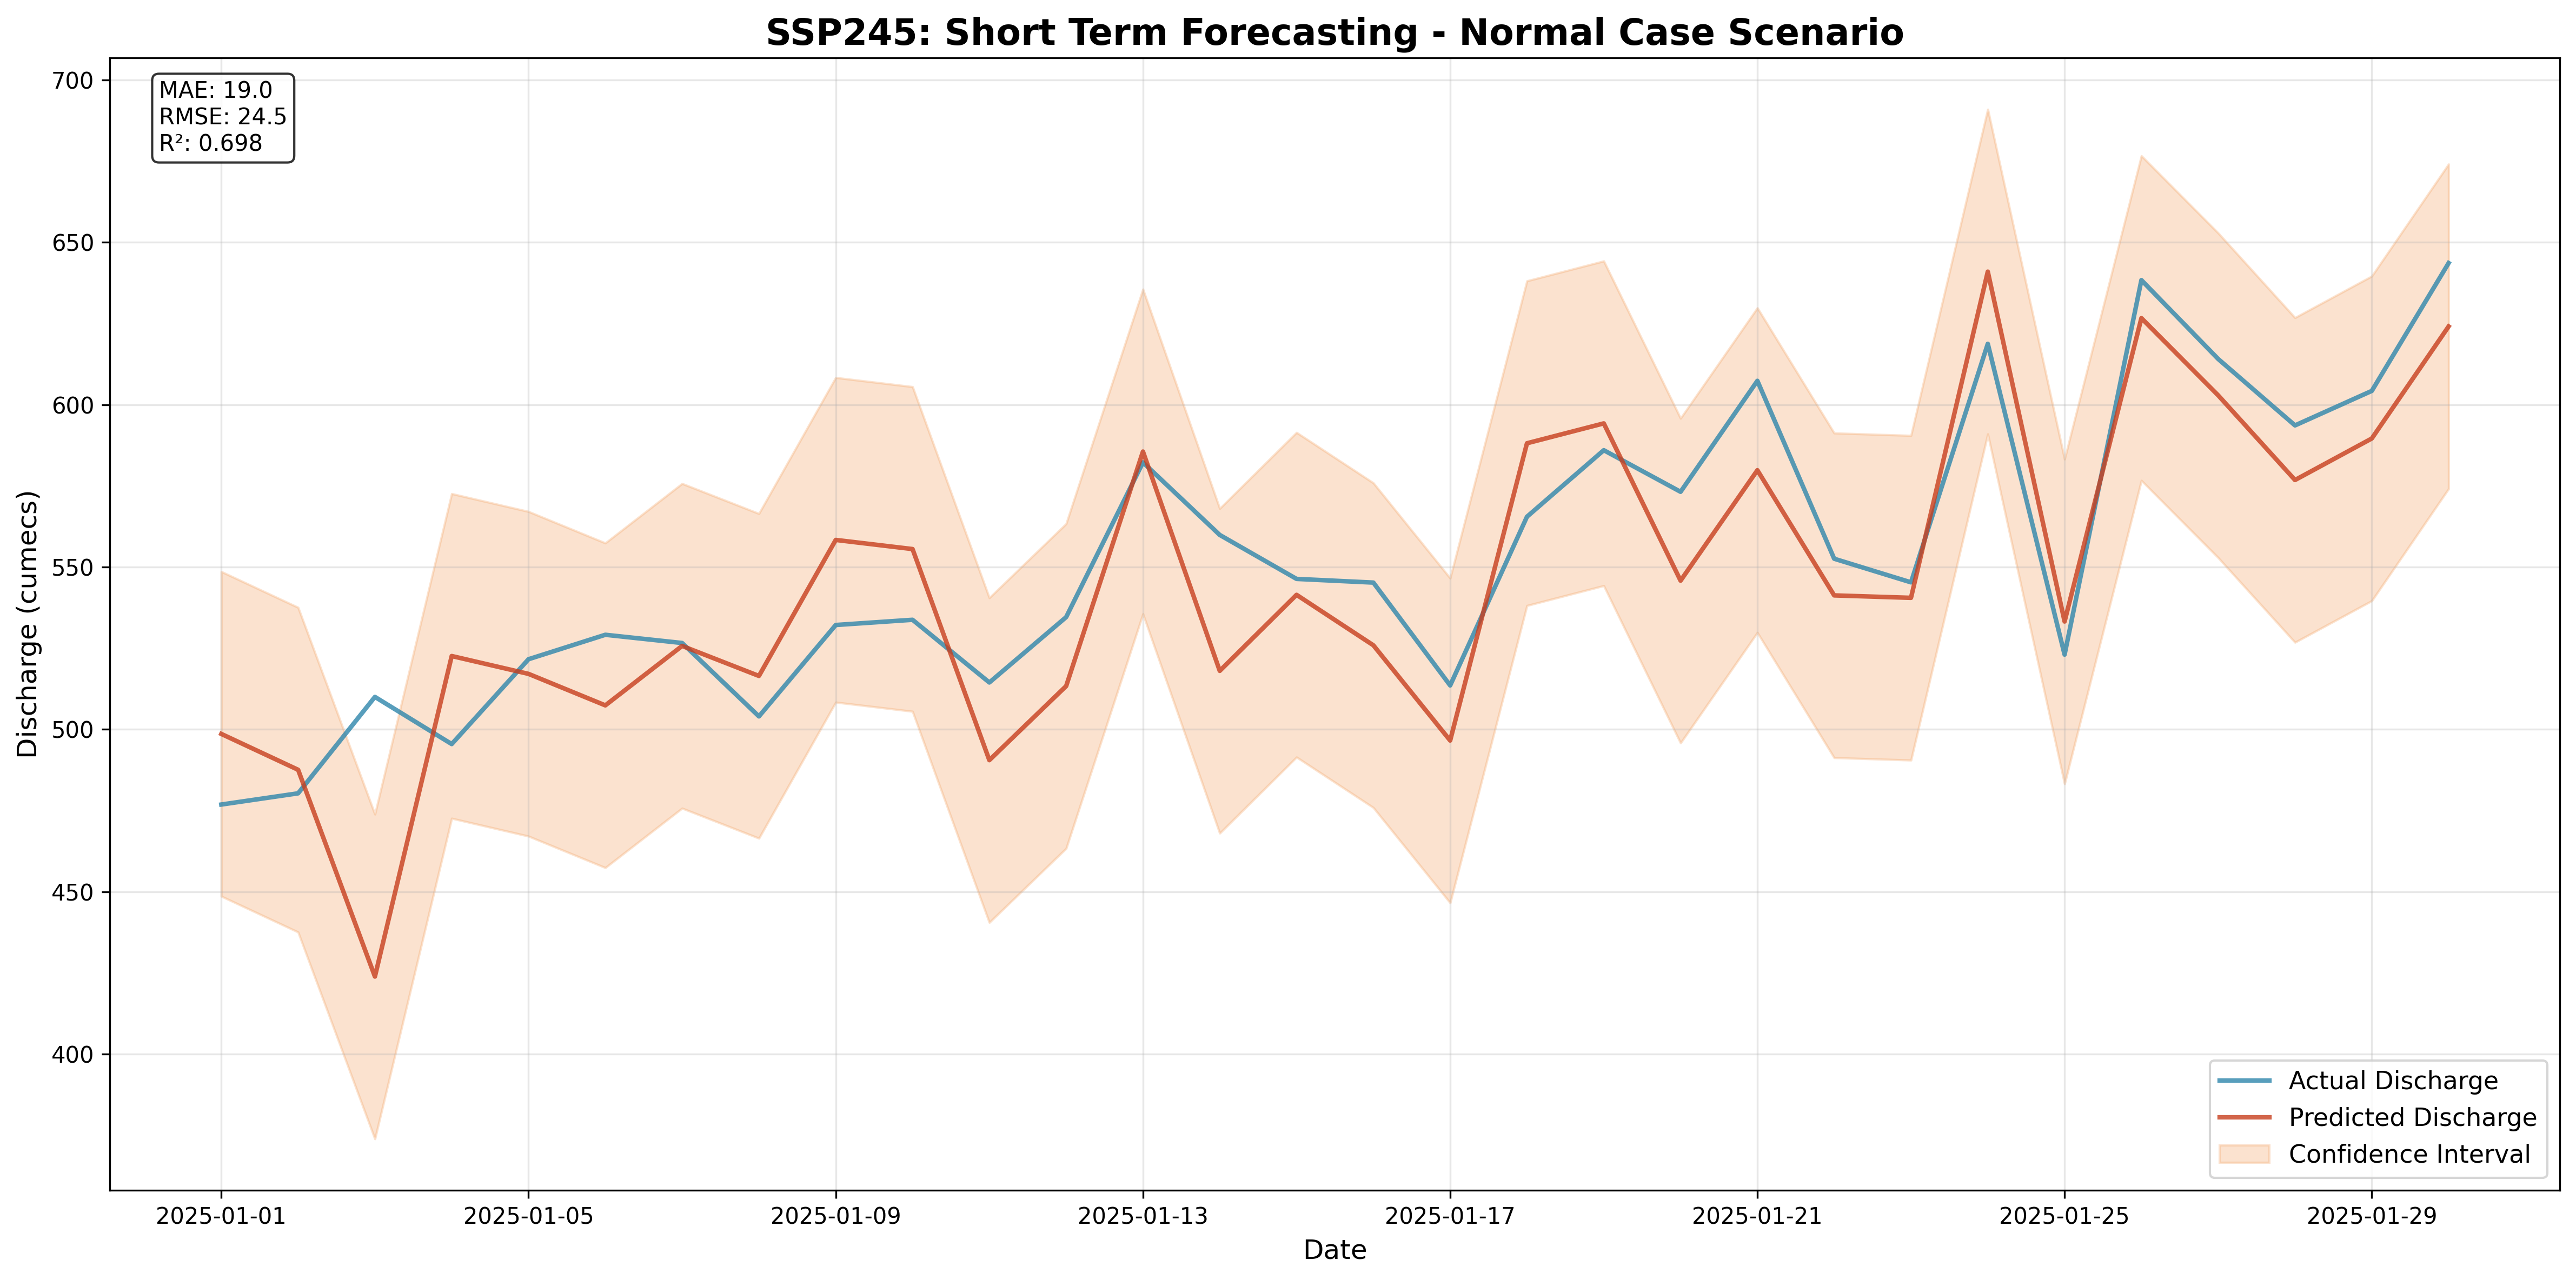 SSP245: Short Term Forecasting - Normal Case Scenario
MAE: 19.0
RMSE: 24.5
R²: 0.698
700
650
600
550
500
450
400
Discharge (cumecs)
Actual Discharge
Predicted Discharge
Confidence Interval
2025-01-01
2025-01-05
2025-01-09
2025-01-13
2025-01-17
2025-01-21
2025-01-25
2025-01-29
Date